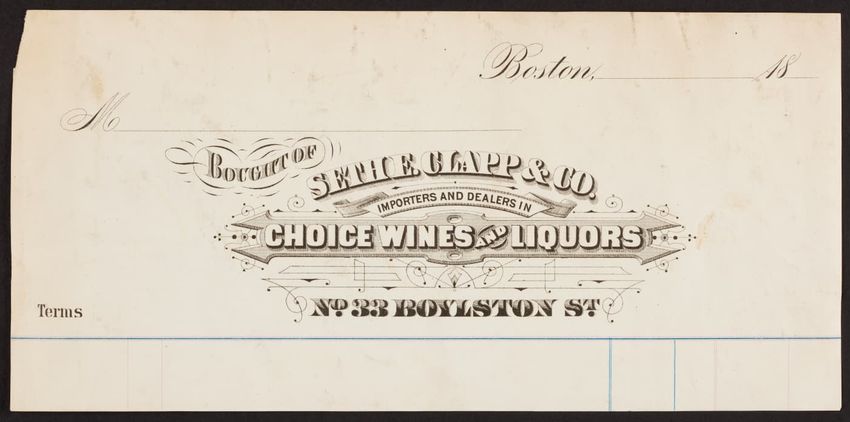 Boston, 18
M
BOUGHT OF
SETH E. CLAPP & CO.
IMPORTERS AND DEALERS IN
CHOICE WINES AND LIQUORS
No. 33 BOYLSTON ST.
Terms